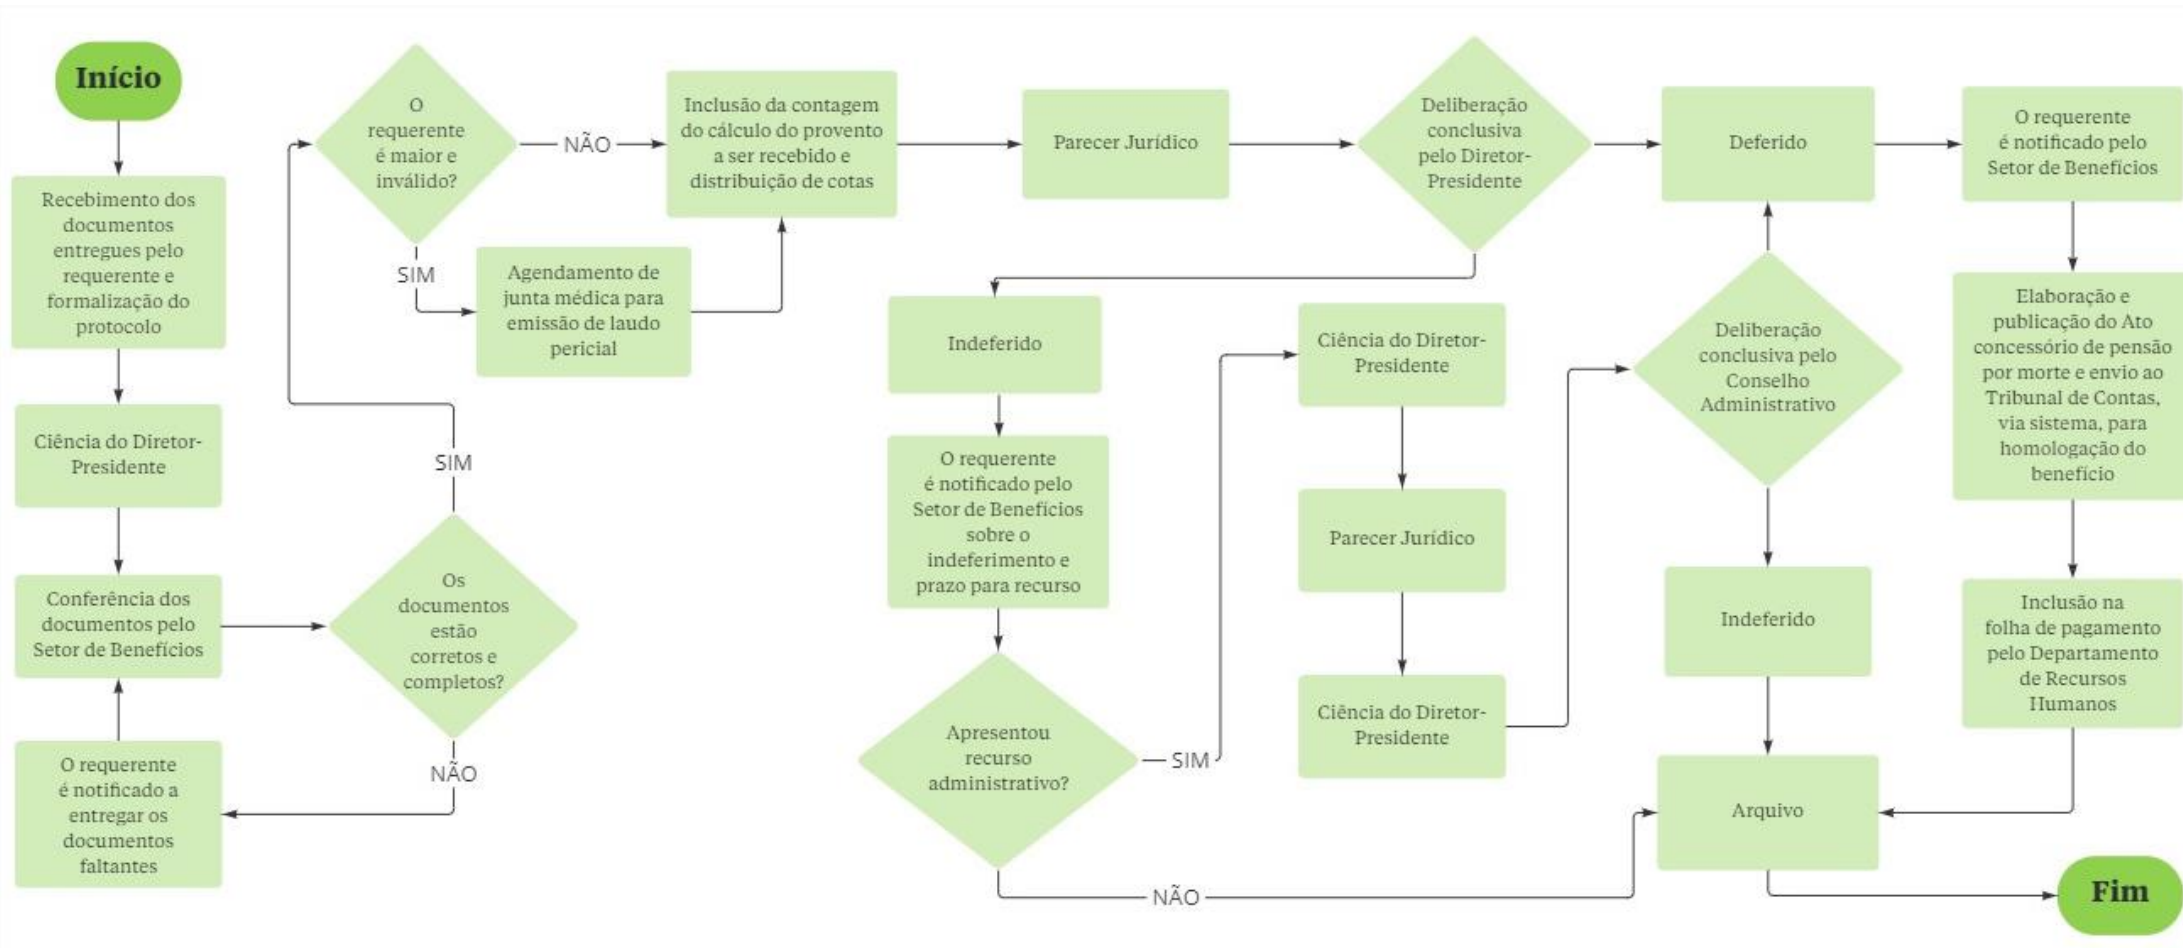 Início
Recebimento dos
documentos
entregues pelo
requerente e
formalização do
protocolo
Ciência do Diretor-
Presidente
Conferência dos
documentos pelo
Setor de Benefícios
O requerente
é notificado a
entregar os
documentos
faltantes
Os
documentos
estão
corretos e
completos?
NÃO
SIM
O
requerente
é maior e
inválido?
SIM
NÃO
Agendamento de
junta médica para
emissão de laudo
pericial
Inclusão da contagem
do cálculo do provento
a ser recebido e
distribuição de cotas
Parecer Jurídico
Deliberação
conclusiva
pelo Diretor-
Presidente
Indeferido
O requerente
é notificado pelo
Setor de Benefícios
sobre o
indeferimento e
prazo para recurso
Apresentou
recurso
administrativo?
SIM
NÃO
Ciência do Diretor-
Presidente
Parecer Jurídico
Ciência do Diretor-
Presidente
Deliberação
conclusiva pelo
Conselho
Administrativo
Deferido
Indeferido
Arquivo
O requerente
é notificado pelo
Setor de Benefícios
Elaboração e
publicação do Ato
concessório de pensão
por morte e envio ao
Tribunal de Contas,
via sistema, para
homologação do
benefício
Inclusão na
folha de pagamento
pelo Departamento
de Recursos
Humanos
Fim